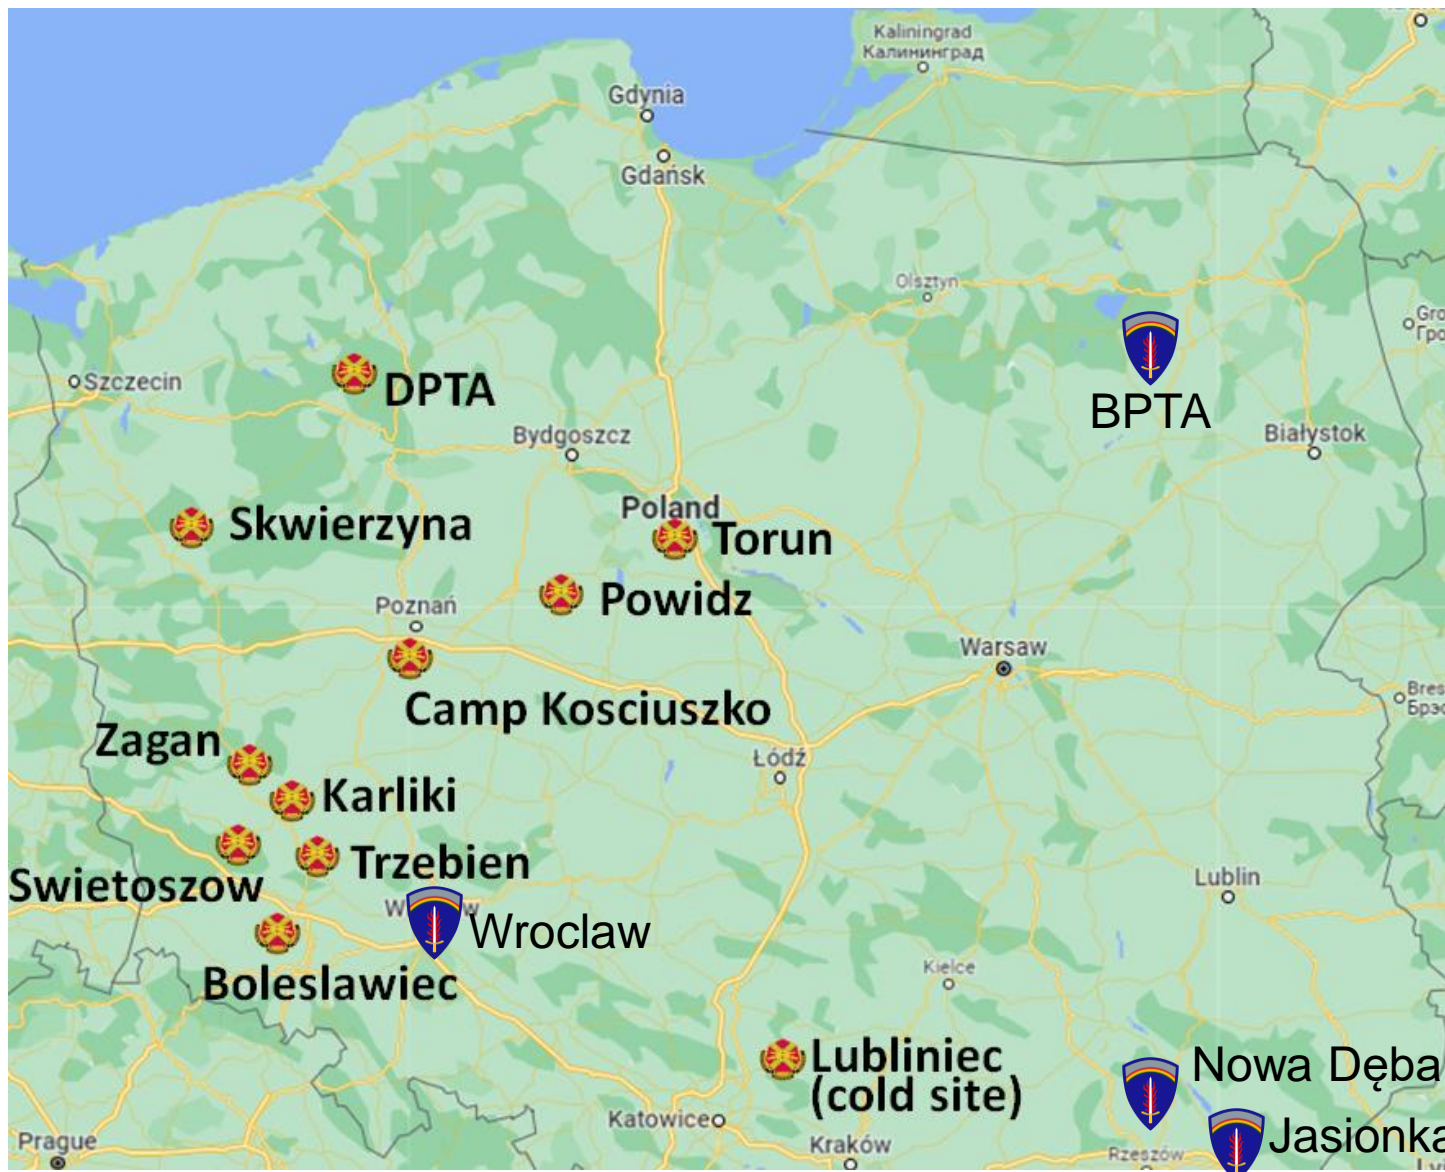 Kaliningrad
Калининград
Gdynia
Gdańsk
Olsztyn
Szczecin
DPTA
BPTA
Bydgoszcz
Białystok
Skwierzyna
Poland
Torun
Powidz
Poznań
Warsaw
Camp Kosciuszko
Zagan
Łódź
Karliki
Trzebien
Swietoszow
Lublin
Wroclaw
Kielce
Boleslawiec
Lubliniec
(cold site)
Nowa Dęba
Katowice
Jasionka
Prague
Kraków
Rzeszów